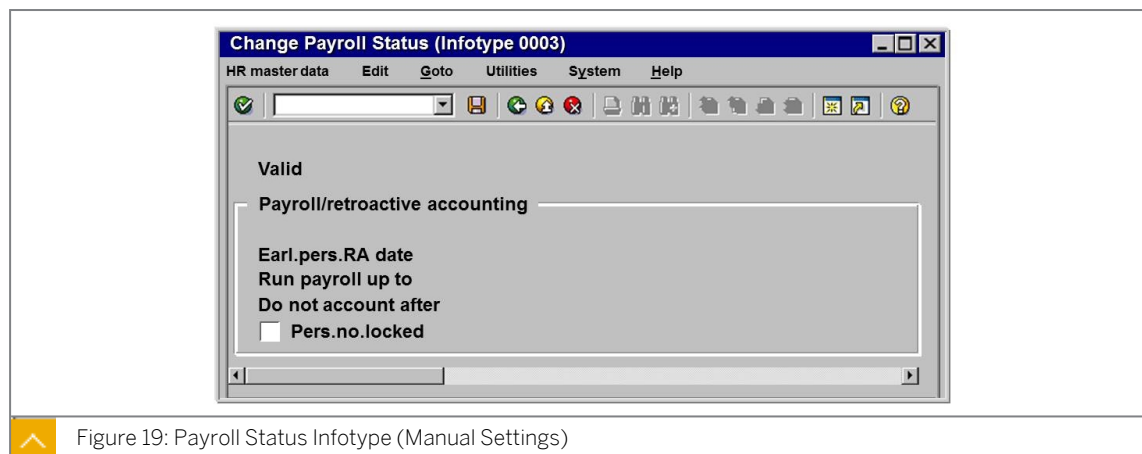 Change Payroll Status (Infotype 0003)
HR master data Edit Goto Utilities System Help
Valid
Payroll/retroactive accounting
Earl.pers.RA date
Run payroll up to
Do not account after
Pers.no.locked
Figure 19: Payroll Status Infotype (Manual Settings)